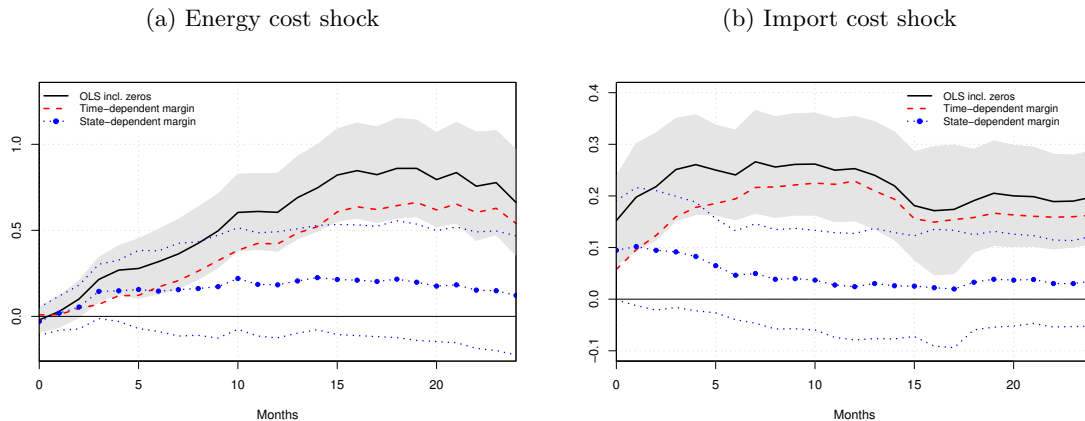 (a) Energy cost shock
OLS incl. zeros
Time-dependent margin
State-dependent margin
1.0
0.5
0.0
0 5 10 15 20
Months
(b) Import cost shock
OLS incl. zeros
Time-dependent margin
State-dependent margin
0.4
0.3
0.2
0.1
0.0
−0.1
0 5 10 15 20
Months